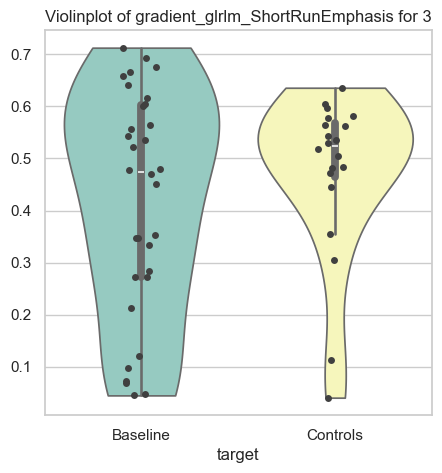 Violinplot of gradient_glrlm_ShortRunEmphasis for 3
0.7
0.6
0.5
0.4
0.3
0.2
0.1
Baseline
Controls
target